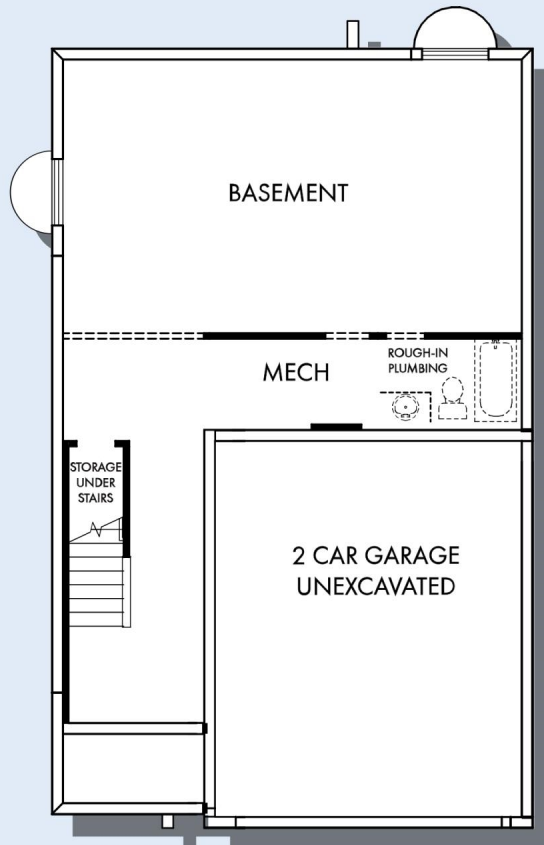 BASEMENT
MECH
ROUGH-IN
PLUMBING
STORAGE
UNDER
STAIRS
2 CAR GARAGE
UNEXCAVATED